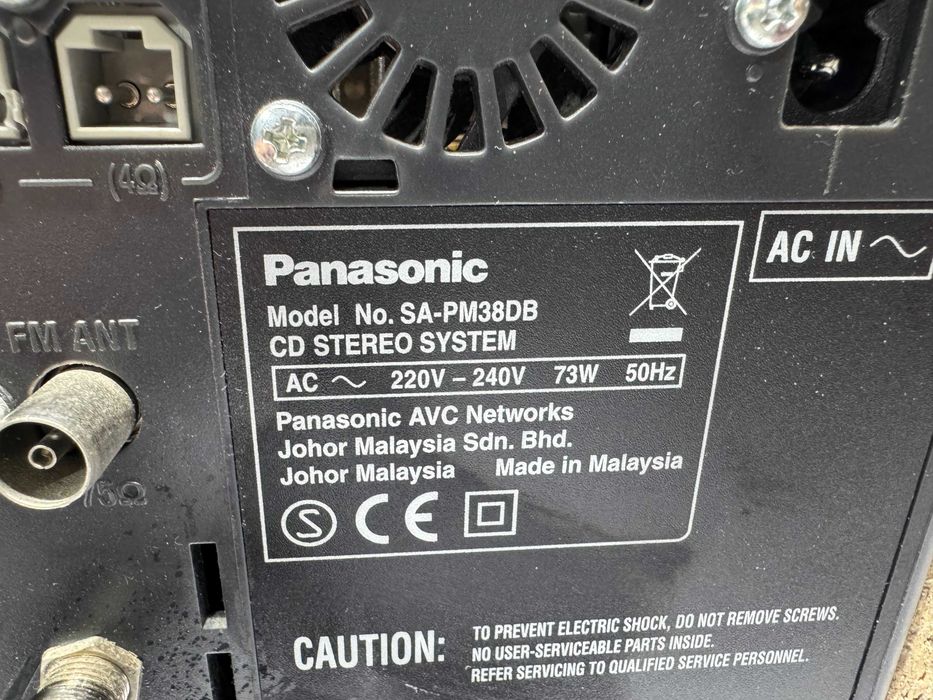 (4Ω)
Panasonic
AC IN
Model No. SA-PM38DB
CD STEREO SYSTEM
AC 220V – 240V 73W 50Hz
FM ANT
Panasonic AVC Networks
Johor Malaysia Sdn. Bhd.
Johor Malaysia Made in Malaysia
75Ω
S CE
CAUTION:
TO PREVENT ELECTRIC SHOCK, DO NOT REMOVE SCREWS.
NO USER-SERVICEABLE PARTS INSIDE.
REFER SERVICING TO QUALIFIED SERVICE PERSONNEL.